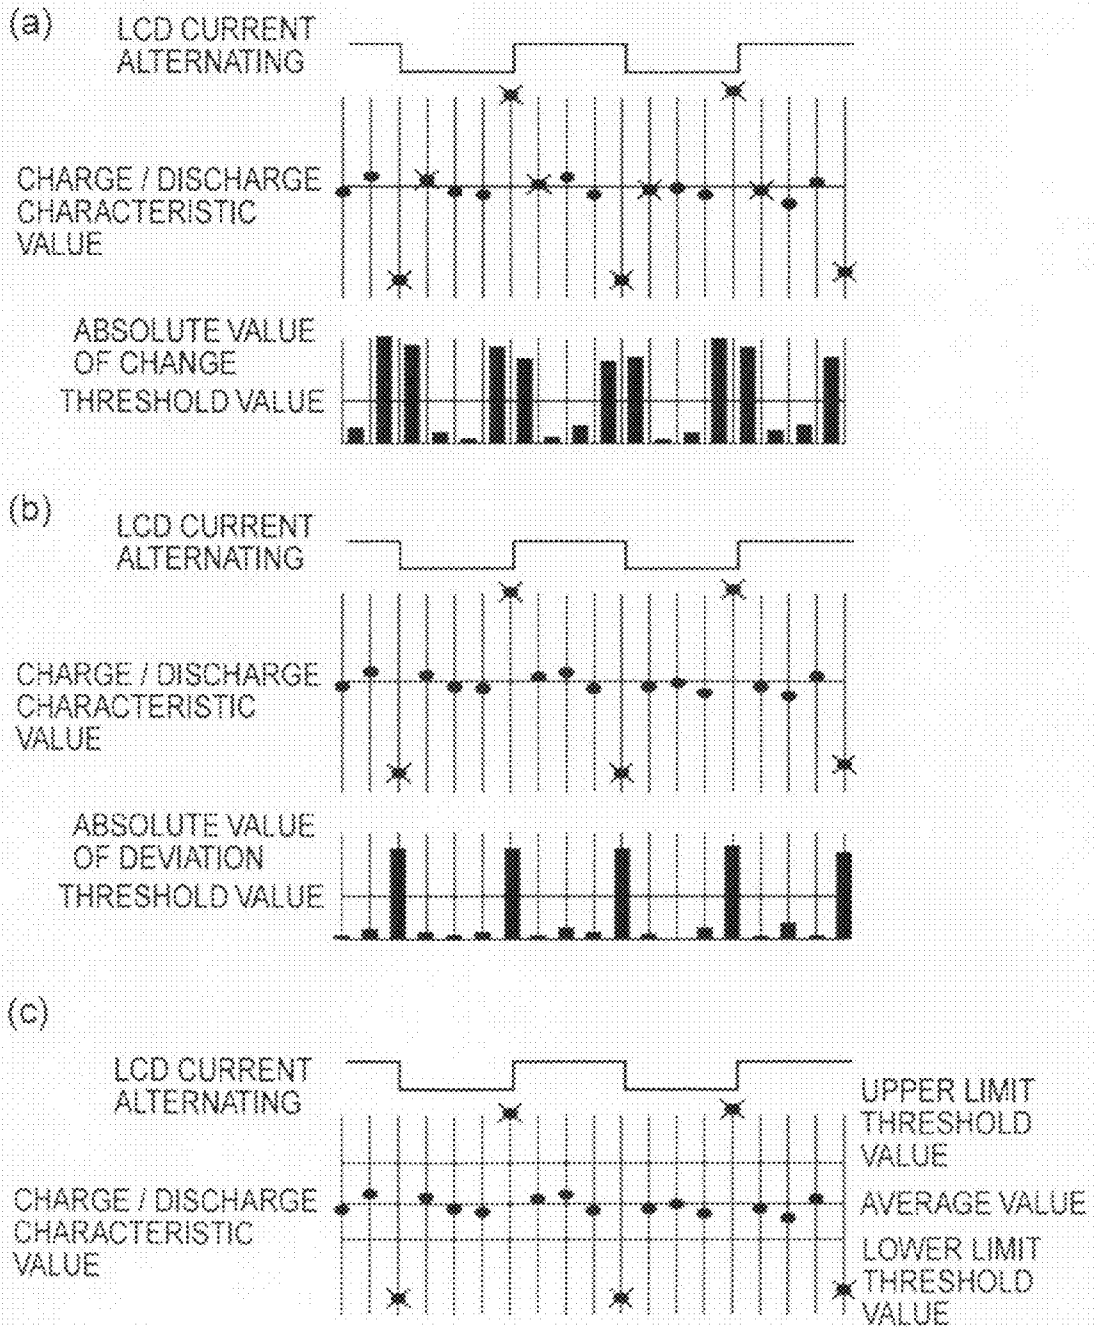 (a)
LCD CURRENT
ALTERNATING
CHARGE / DISCHARGE
CHARACTERISTIC
VALUE
ABSOLUTE VALUE
OF CHANGE
THRESHOLD VALUE
(b)
LCD CURRENT
ALTERNATING
CHARGE / DISCHARGE
CHARACTERISTIC
VALUE
ABSOLUTE VALUE
OF DEVIATION
THRESHOLD VALUE
(c)
LCD CURRENT
ALTERNATING
UPPER LIMIT
THRESHOLD
VALUE
CHARGE / DISCHARGE
CHARACTERISTIC
VALUE
AVERAGE VALUE
LOWER LIMIT
THRESHOLD
VALUE